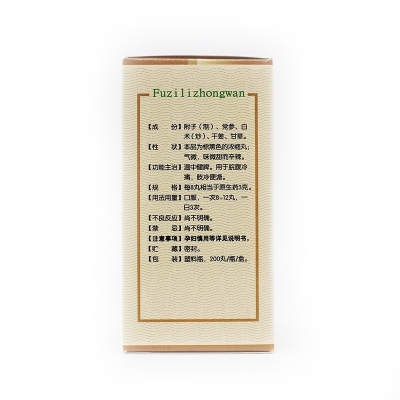 Fuzilizhongwan
【成　份】附子（制）、党参、白
术（炒）、干姜、甘草。
【性　状】本品为棕黑色的浓缩丸；
气微，味微甜而辛辣。
【功能主治】温中健脾。用于脘腹冷
痛，肢冷便溏。
【规　格】每8丸相当于原生药3克。
【用法用量】口服，一次8-12丸，一
日3次。
【不良反应】尚不明确。
【禁　忌】尚不明确。
【注意事项】孕妇慎用等详见说明书。
【贮　藏】密封。
【包　装】塑料瓶，200丸/瓶/盒。